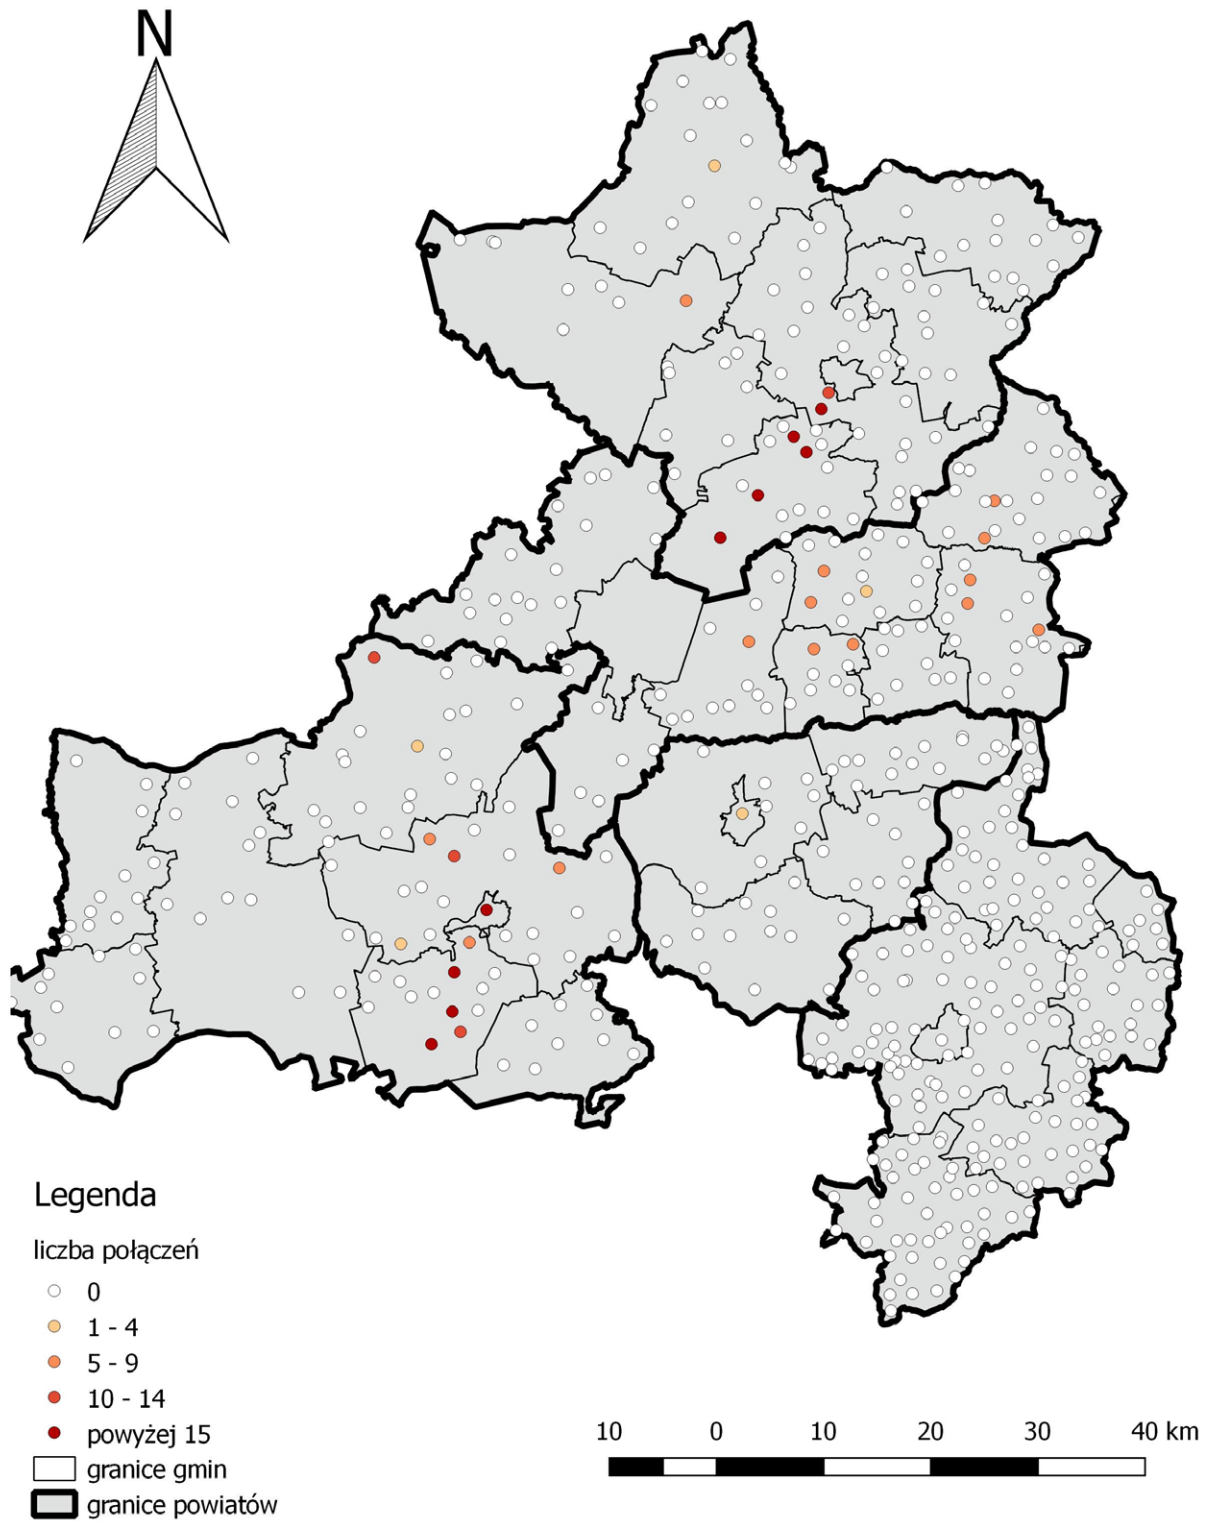 N
Legenda
liczba połączeń
0
1 - 4
5 - 9
10 - 14
powyżej 15
granice gmin
granice powiatów
10 0 10 20 30 40 km